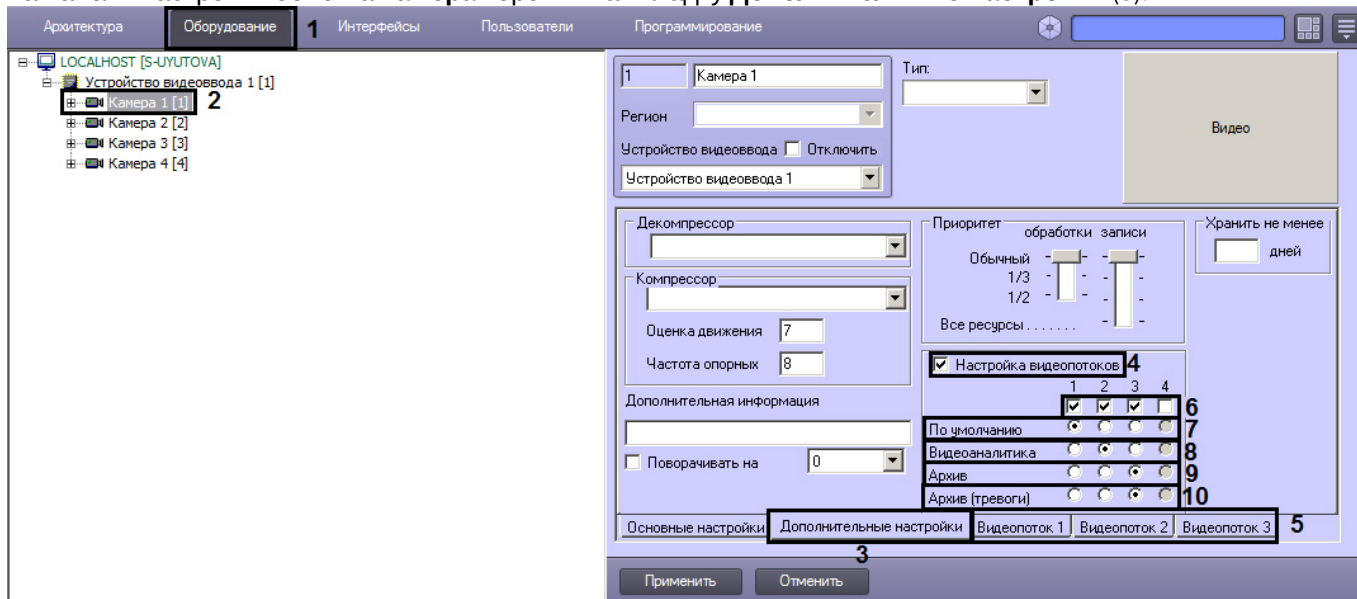 Архитектура Оборудование 1 Интерфейсы Пользователи Программирование
LOCALHOST [S-UYUTOVA]
Устройство видеоввода 1 [1]
Камера 1 [1] 2
Камера 2 [2]
Камера 3 [3]
Камера 4 [4]
1 Камера 1
Тип:
Регион
Устройство видеоввода Отключить
Устройство видеоввода 1
Видео
Декомпрессор
Компрессор
Оценка движения 7
Частота опорных 8
Дополнительная информация
Поворачивать на 0
Приоритет
обработки записи
Обычный
1/3
1/2
Все ресурсы . . . . . . .
Хранить не менее
дней
Настройка видеопотоков 4
1 2 3 4
6
По умолчанию 7
Видеоаналитика 8
Архив 9
Архив (тревоги) 10
Основные настройки Дополнительные настройки Видеопоток 1 Видеопоток 2 Видеопоток 3 5
3
Применить Отменить